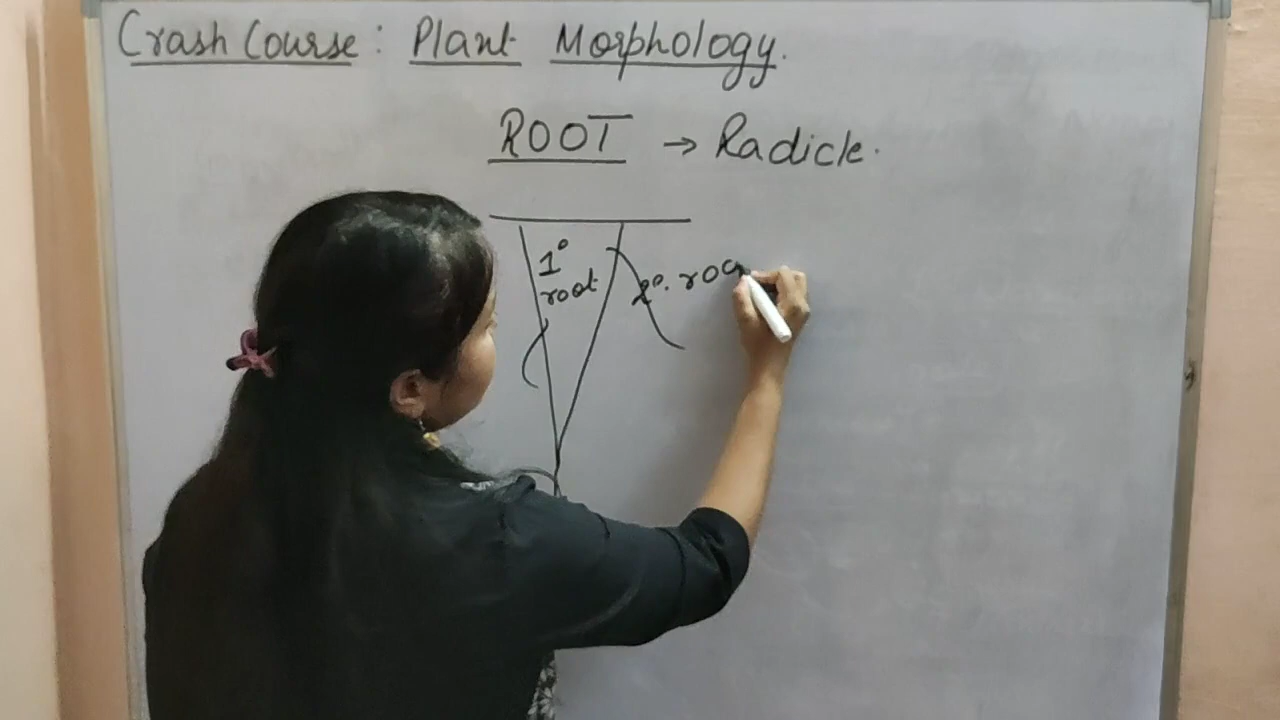 Crash Course : Plant Morphology.
ROOT → Radicle.
1° root
2°. roo